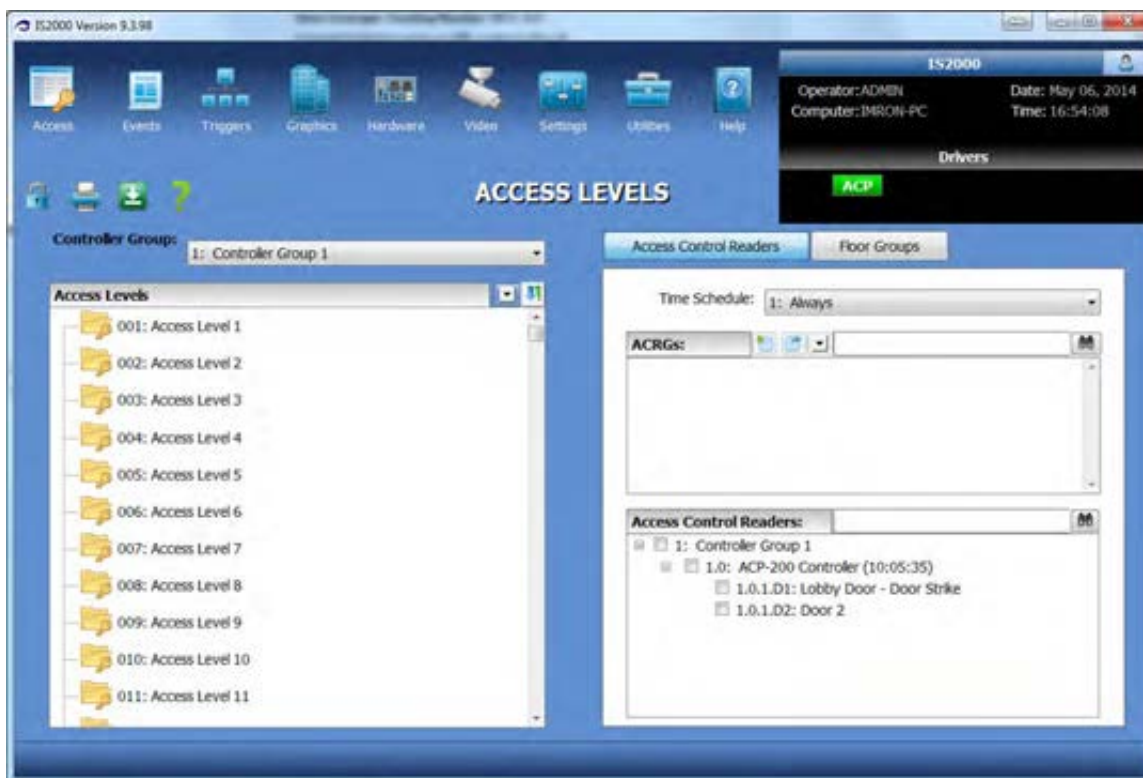 IS2000 Version 9.3.98
IS2000
Operator:ADMIN
Date: May 06, 2014
Computer:IMRON-PC
Time: 16:54:08
Drivers
ACP
Access
Events
Triggers
Graphics
Hardware
Video
Settings
Utilities
Help
ACCESS LEVELS
Controller Group:
1: Controller Group 1
Access Levels
001: Access Level 1
002: Access Level 2
003: Access Level 3
004: Access Level 4
005: Access Level 5
006: Access Level 6
007: Access Level 7
008: Access Level 8
009: Access Level 9
010: Access Level 10
011: Access Level 11
Access Control Readers
Floor Groups
Time Schedule:
1: Always
ACRGs:
Access Control Readers:
1: Controller Group 1
1.0: ACP-200 Controller (10:05:35)
1.0.1.D1: Lobby Door - Door Strike
1.0.1.D2: Door 2